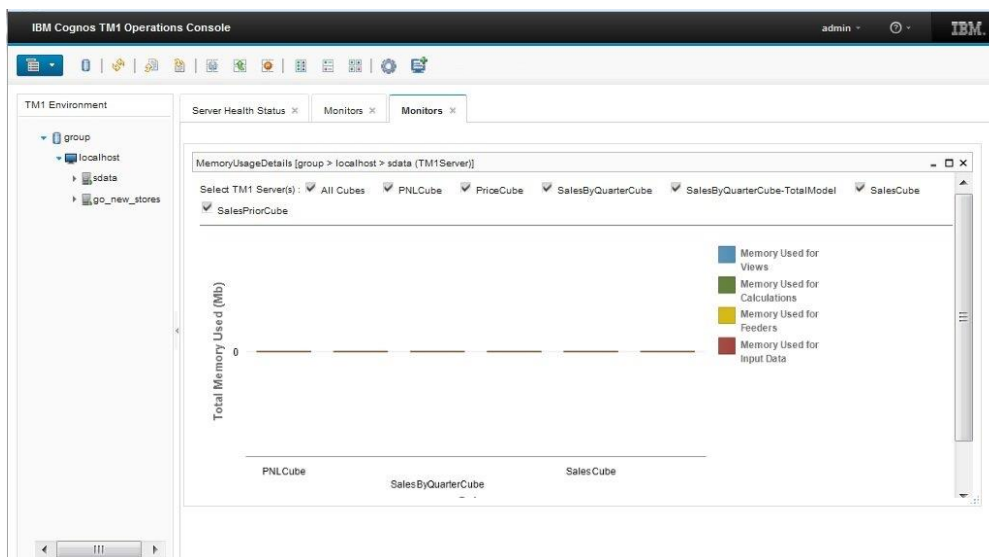 IBM Cognos TM1 Operations Console
admin
IBM.
TM1 Environment
group
localhost
sdata
go_new_stores
Server Health Status
Monitors
Monitors
MemoryUsageDetails [group > localhost > sdata (TM1Server)]
Select TM1 Server(s) : All Cubes PNLCube PriceCube SalesByQuarterCube SalesByQuarterCube-TotalModel SalesCube
SalesPriorCube
Total Memory Used (Mb)
0
Memory Used for
Views
Memory Used for
Calculations
Memory Used for
Feeders
Memory Used for
Input Data
PNLCube
SalesByQuarterCube
SalesCube